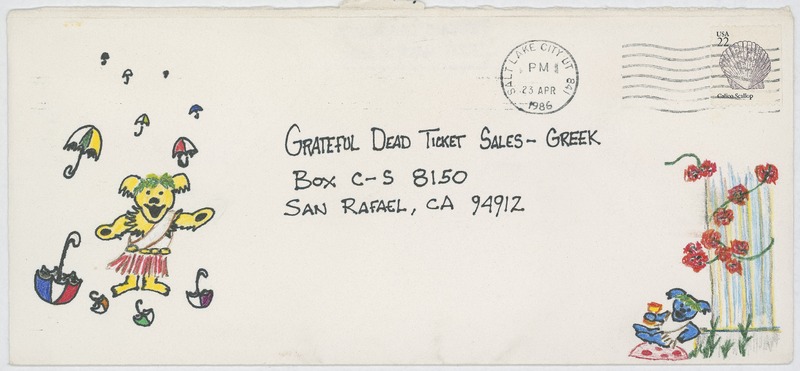 SALT LAKE CITY, UT 841
PM
23 APR
1986
USA
22
Calico Scallop
GRATEFUL DEAD TICKET SALES - GREEK
BOX C-S 8150
SAN RAFAEL, CA 94912